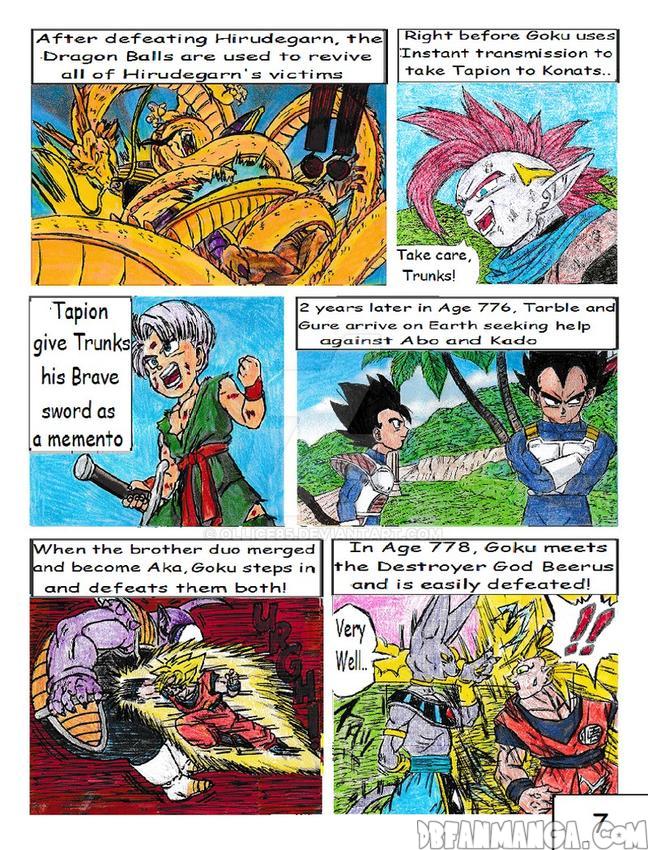 After defeating Hirudegarn, the
Dragon Balls are used to revive
all of Hirudegarn's victims
Right before Goku uses
Instant transmission to
take Tapion to Konats..
Take care,
Trunks!
Tapion
give Trunks
his Brave
sword as
a memento
2 years later in Age 776, Tarble and
Gure arrive on Earth seeking help
against Abo and Kado
When the brother duo merged
and become Aka,Goku steps in
and defeats them both!
URGH!
In Age 778, Goku meets
the Destroyer God Beerus
and is easily defeated!
Very
Well..
!!
7
DBFANMANGA.COM